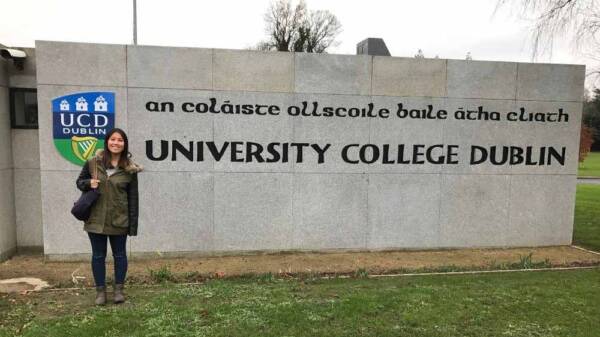 UCD
DUBLIN
an coláiste ollscoile baile átha cliath
UNIVERSITY COLLEGE DUBLIN